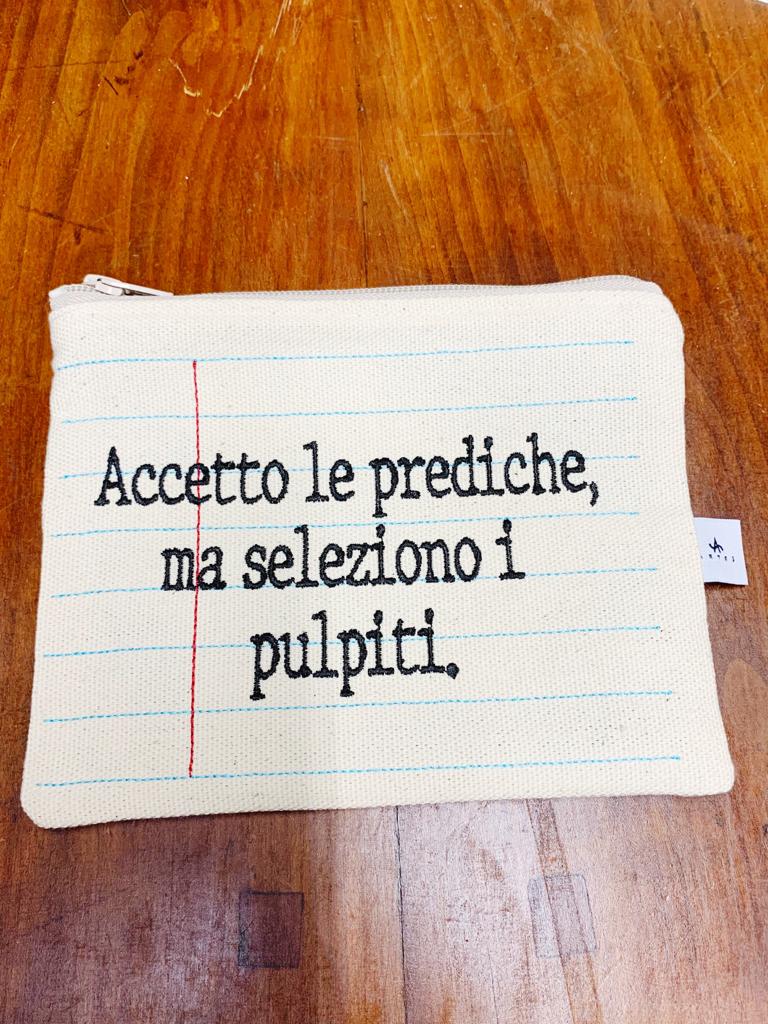 Accetto le prediche,
ma seleziono i
pulpiti.